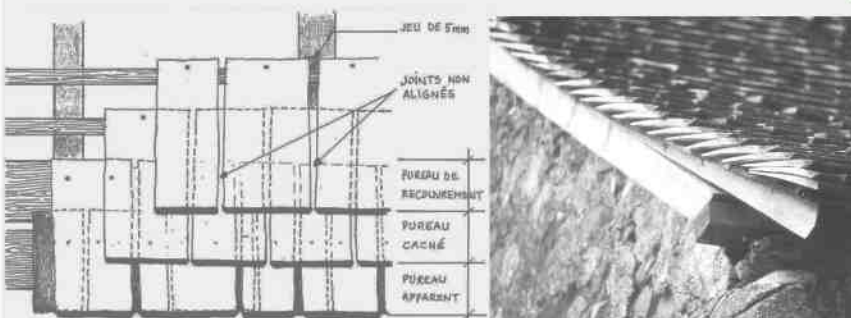 JEU DE 5mm
JOINTS NON
ALIGNÉS
PUREAU DE
RECOUVREMENT
PUREAU
CACHÉ
PUREAU
APPARENT